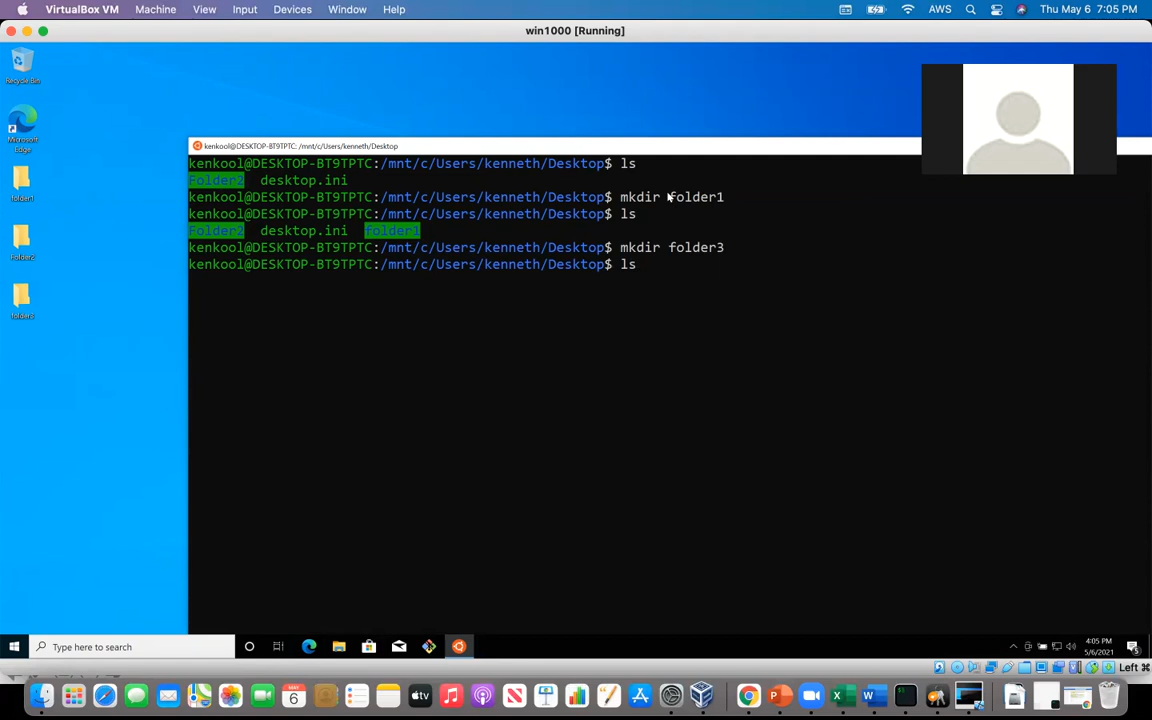 VirtualBox VM Machine View Input Devices Window Help AWS Thu May 6 7:05 PM
win1000 [Running]
Recycle Bin
Microsoft
Edge
folder1
Folder2
folder3
kenkool@DESKTOP-BT9TPTC: /mnt/c/Users/kenneth/Desktop
kenkool@DESKTOP-BT9TPTC:/mnt/c/Users/kenneth/Desktop$ ls
Folder2 desktop.ini
kenkool@DESKTOP-BT9TPTC:/mnt/c/Users/kenneth/Desktop$ mkdir folder1
kenkool@DESKTOP-BT9TPTC:/mnt/c/Users/kenneth/Desktop$ ls
Folder2 desktop.ini folder1
kenkool@DESKTOP-BT9TPTC:/mnt/c/Users/kenneth/Desktop$ mkdir folder3
kenkool@DESKTOP-BT9TPTC:/mnt/c/Users/kenneth/Desktop$ ls
Type here to search
4:05 PM
5/6/2021
Left ⌘